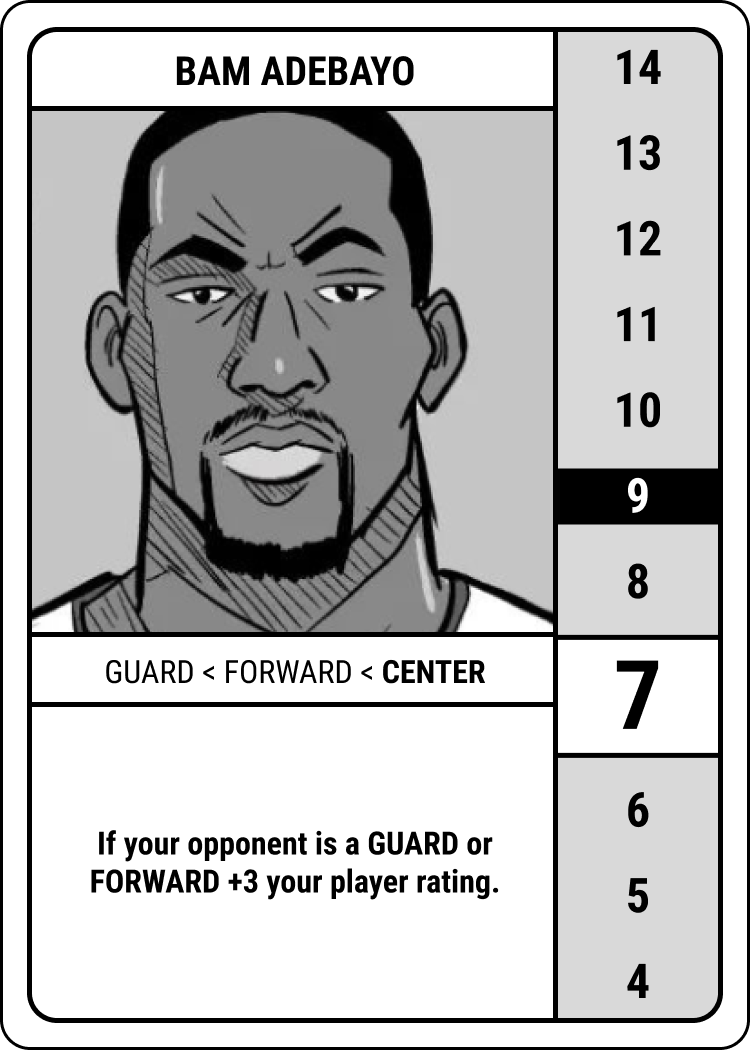 BAM ADEBAYO
GUARD < FORWARD < CENTER
If your opponent is a GUARD or
FORWARD +3 your player rating.
14
13
12
11
10
9
8
7
6
5
4